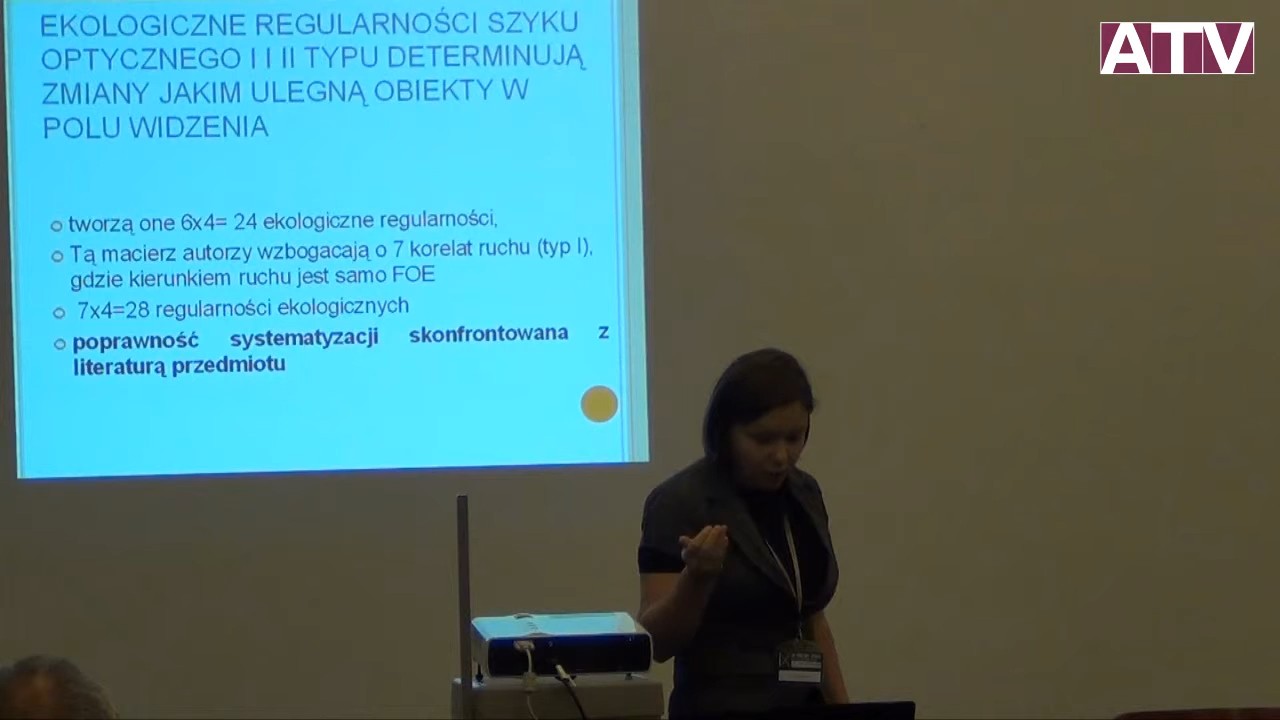 EKOLOGICZNE REGULARNOŚCI SZYKU
OPTYCZNEGO I I II TYPU DETERMINUJĄ
ZMIANY JAKIM ULEGNĄ OBIEKTY W
POLU WIDZENIA
tworzą one 6x4= 24 ekologiczne regularności,
Tą macierz autorzy wzbogacają o 7 korelat ruchu (typ I),
gdzie kierunkiem ruchu jest samo FOE
7x4=28 regularności ekologicznych
poprawność systematyzacji skonfrontowana z
literaturą przedmiotu
ATV